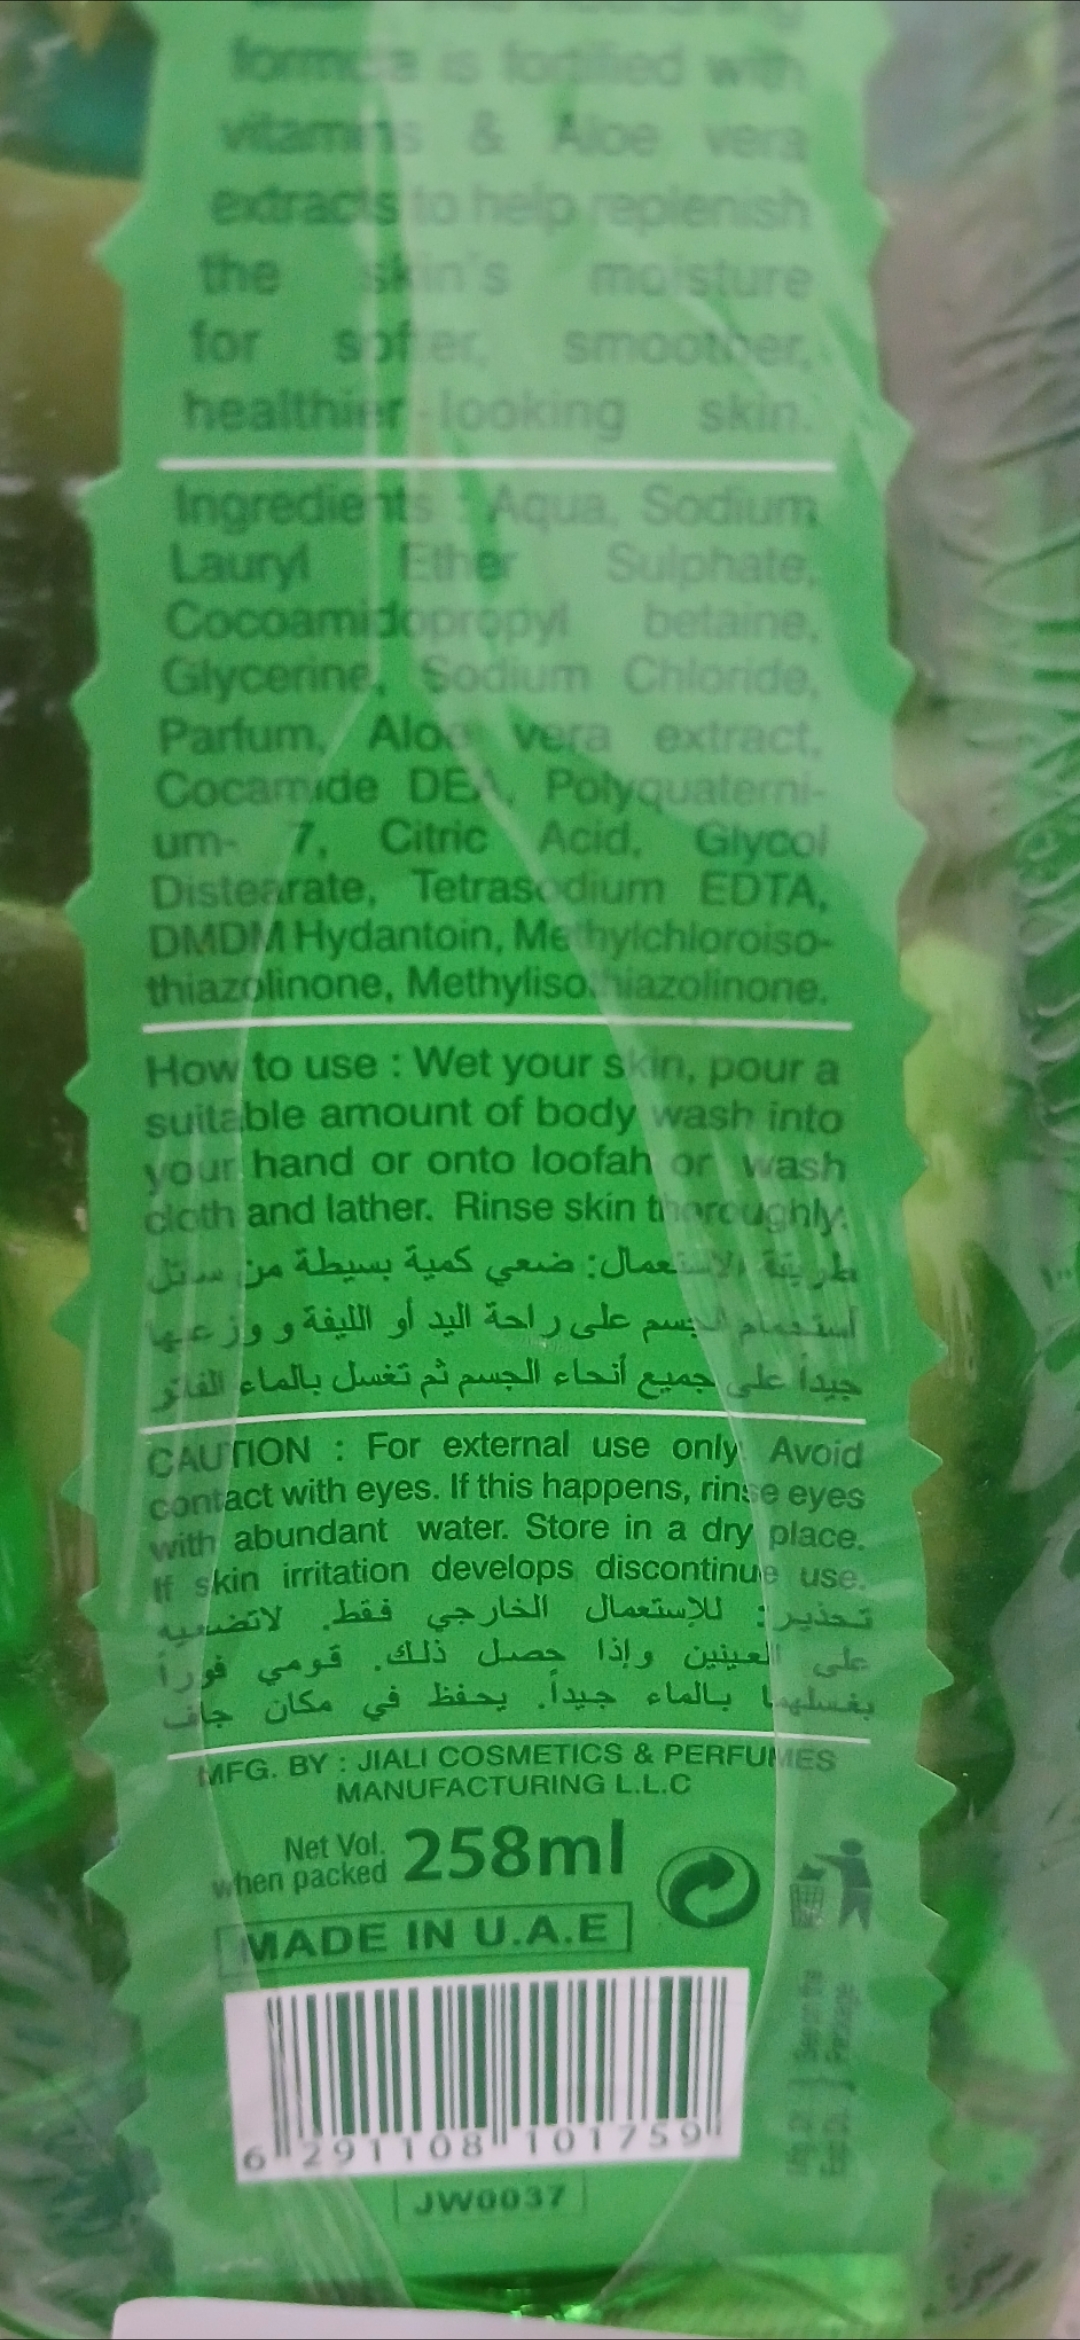 formula is fortified with
vitamins & Aloe vera
extracts to help replenish
the skin's moisture
for softer, smoother,
healthier-looking skin.
Ingredients : Aqua, Sodium
Lauryl Ether Sulphate,
Cocoamidopropyl betaine,
Glycerine, Sodium Chloride,
Parfum, Aloe vera extract,
Cocamide DEA, Polyquaterni-
um- 7, Citric Acid, Glycol
Distearate, Tetrasodium EDTA,
DMDM Hydantoin, Methylchloroiso-
thiazolinone, Methylisothiazolinone.
How to use : Wet your skin, pour a
suitable amount of body wash into
your hand or onto loofah or wash
cloth and lather. Rinse skin thoroughly.
طريقة الاستعمال: ضعي كمية بسيطة من سائل
أستحمام الجسم على راحة اليد أو الليفة و وزعيها
جيداً على جميع أنحاء الجسم ثم تغسل بالماء الفاتر
CAUTION : For external use only. Avoid
contact with eyes. If this happens, rinse eyes
with abundant water. Store in a dry place.
If skin irritation develops discontinue use.
تحذير: للإستعمال الخارجي فقط. لاتضعيه
على العينين وإذا حصل ذلك. قومي فوراً
بغسلهما بالماء جيداً. يحفظ في مكان جاف
MFG. BY : JIALI COSMETICS & PERFUMES
MANUFACTURING L.L.C
Net Vol.
when packed 258ml
MADE IN U.A.E
6 291108 101759
JW0037